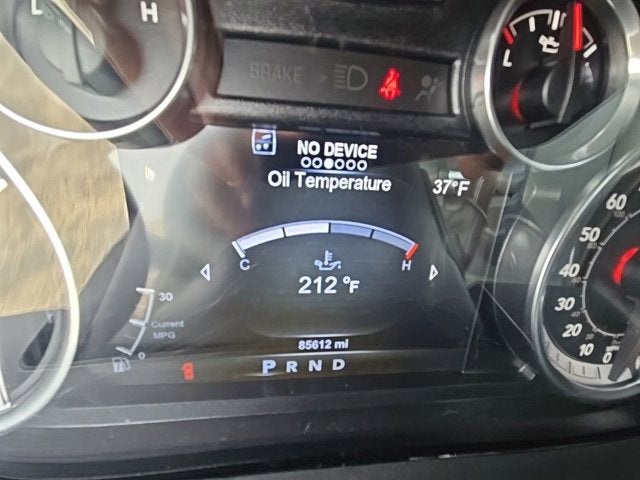 H
BRAKE
L H
NO DEVICE
Oil Temperature 37°F
C H
212 °F
30
Current
MPG
0
85612 mi
P R N D
60
50
40
30
20
10
0